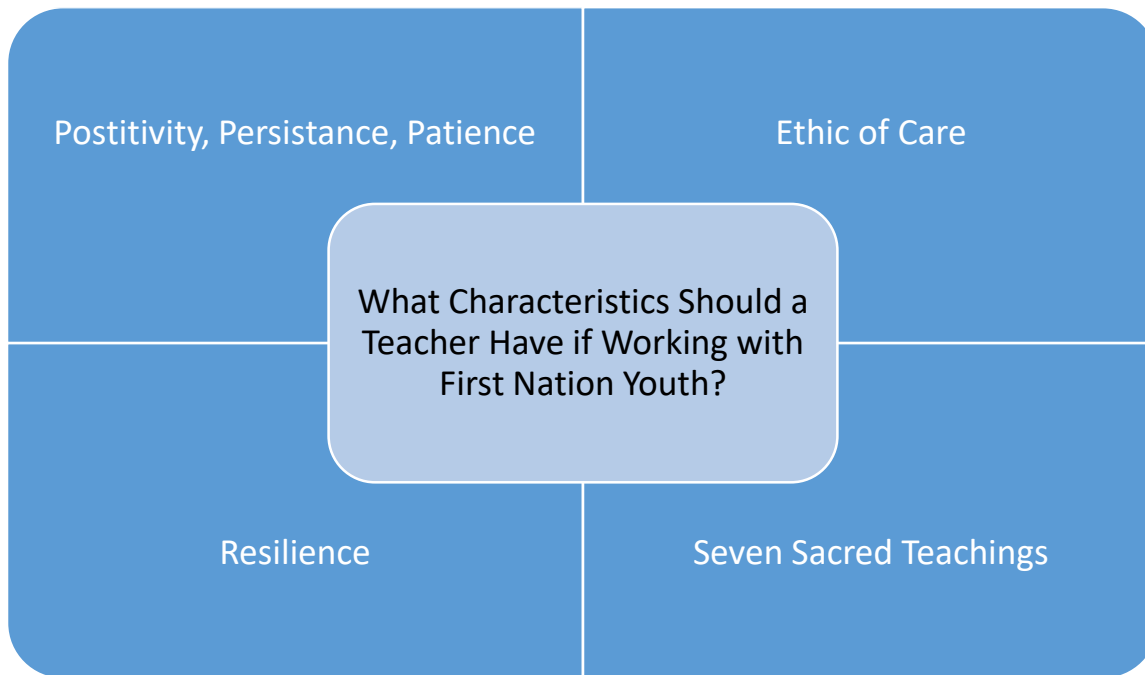 Postitivity, Persistance, Patience
Ethic of Care
What Characteristics Should a
Teacher Have if Working with
First Nation Youth?
Resilience
Seven Sacred Teachings